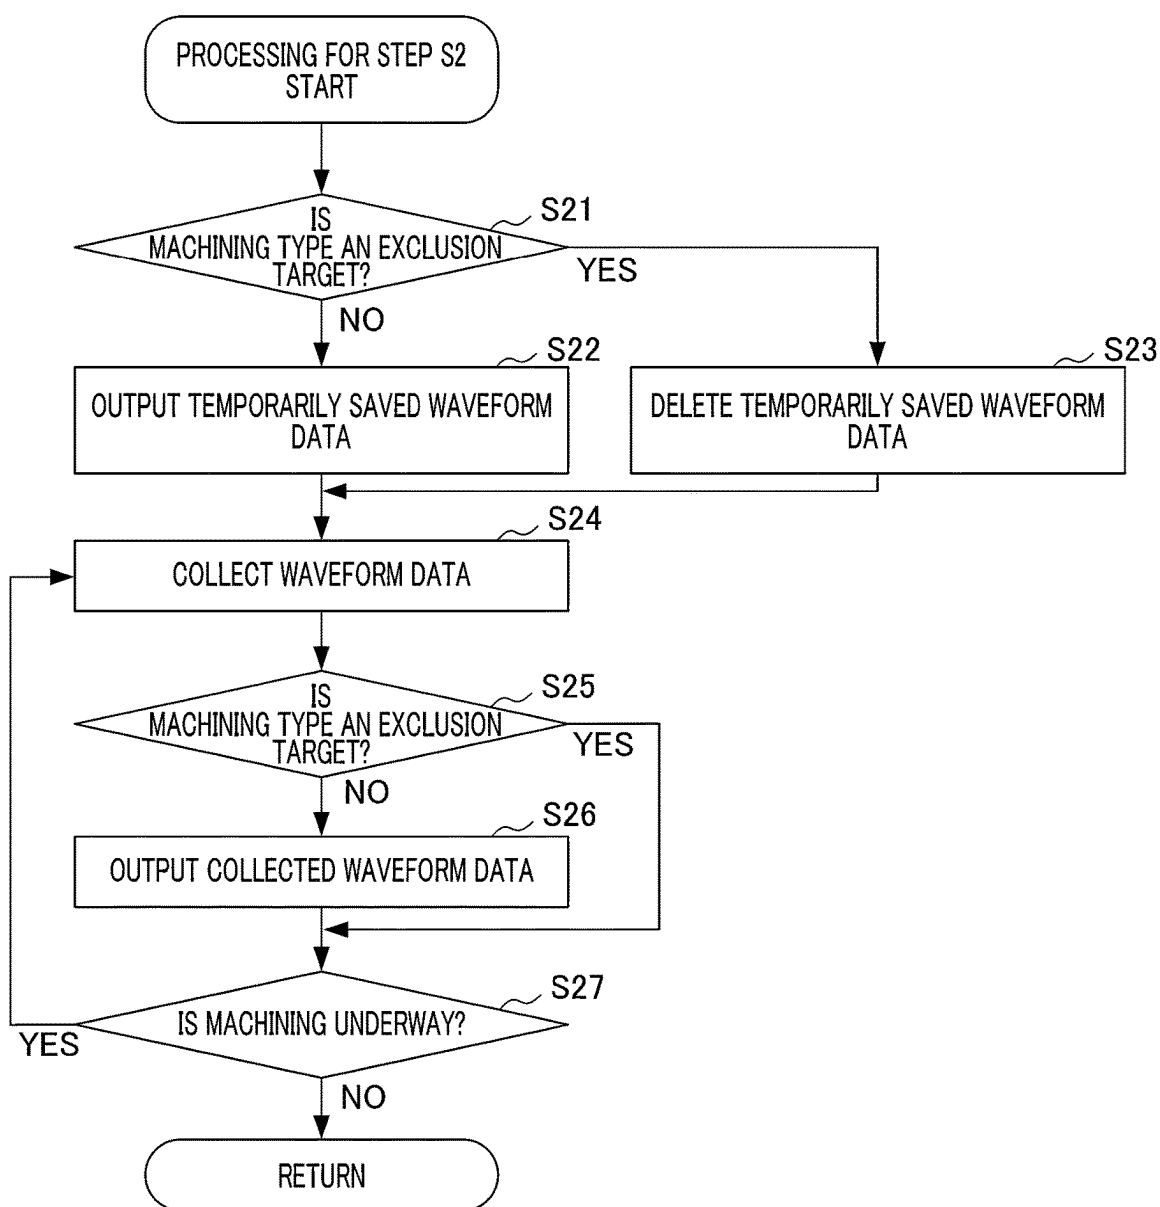 PROCESSING FOR STEP S2
START
S21
IS
MACHINING TYPE AN EXCLUSION
TARGET?
YES
NO
S22
OUTPUT TEMPORARILY SAVED WAVEFORM
DATA
S23
DELETE TEMPORARILY SAVED WAVEFORM
DATA
S24
COLLECT WAVEFORM DATA
S25
IS
MACHINING TYPE AN EXCLUSION
TARGET?
YES
NO
S26
OUTPUT COLLECTED WAVEFORM DATA
S27
IS MACHINING UNDERWAY?
YES
NO
RETURN